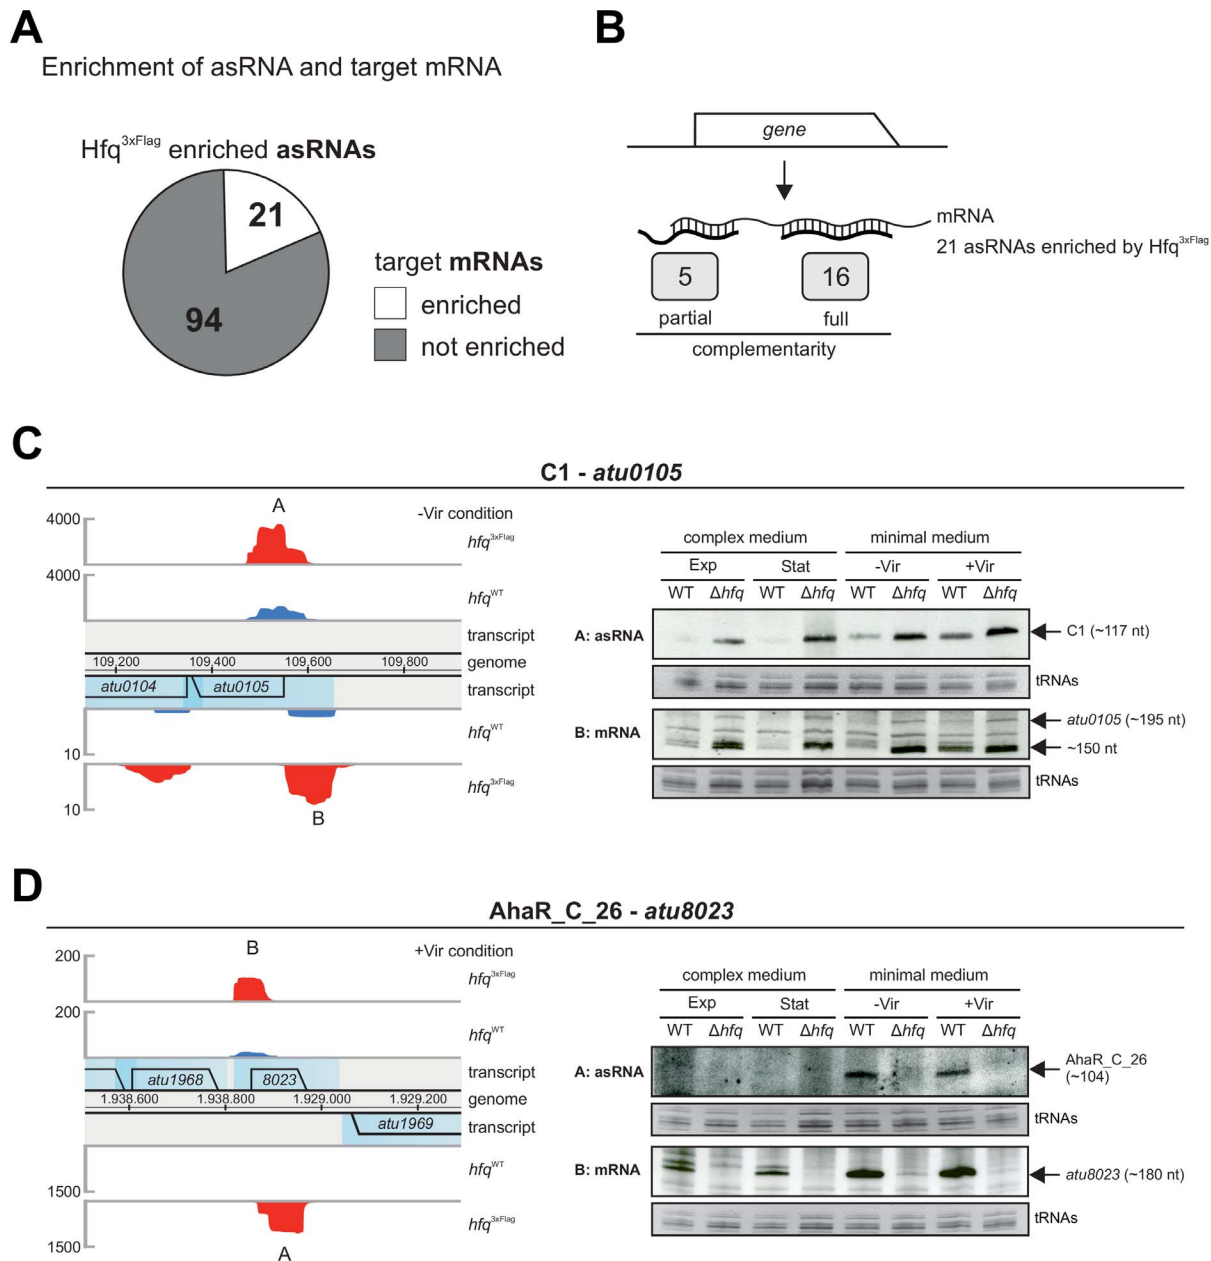 A
Enrichment of asRNA and target mRNA
Hfq3xFlag enriched asRNAs
21
94
target mRNAs
enriched
not enriched
B
gene
mRNA
21 asRNAs enriched by Hfq3xFlag
5
16
partial
full
complementarity
C
C1 - atu0105
A
-Vir condition
4000
hfq3xFlag
4000
hfqWT
transcript
109,200 109,400 109,600 109,800
genome
atu0104 atu0105
transcript
hfqWT
10
hfq3xFlag
10
B
complex medium minimal medium
Exp Stat -Vir +Vir
WT Δhfq WT Δhfq WT Δhfq WT Δhfq
A: asRNA
C1 (~117 nt)
tRNAs
B: mRNA
atu0105 (~195 nt)
~150 nt
tRNAs
D
AhaR_C_26 - atu8023
B
+Vir condition
200
hfq3xFlag
200
hfqWT
atu1968 8023
transcript
1.938.600 1.938.800 1.929.000 1.929.200
genome
atu1969
transcript
hfqWT
1500
hfq3xFlag
1500
A
complex medium minimal medium
Exp Stat -Vir +Vir
WT Δhfq WT Δhfq WT Δhfq WT Δhfq
A: asRNA
AhaR_C_26
(~104)
tRNAs
B: mRNA
atu8023 (~180 nt)
tRNAs